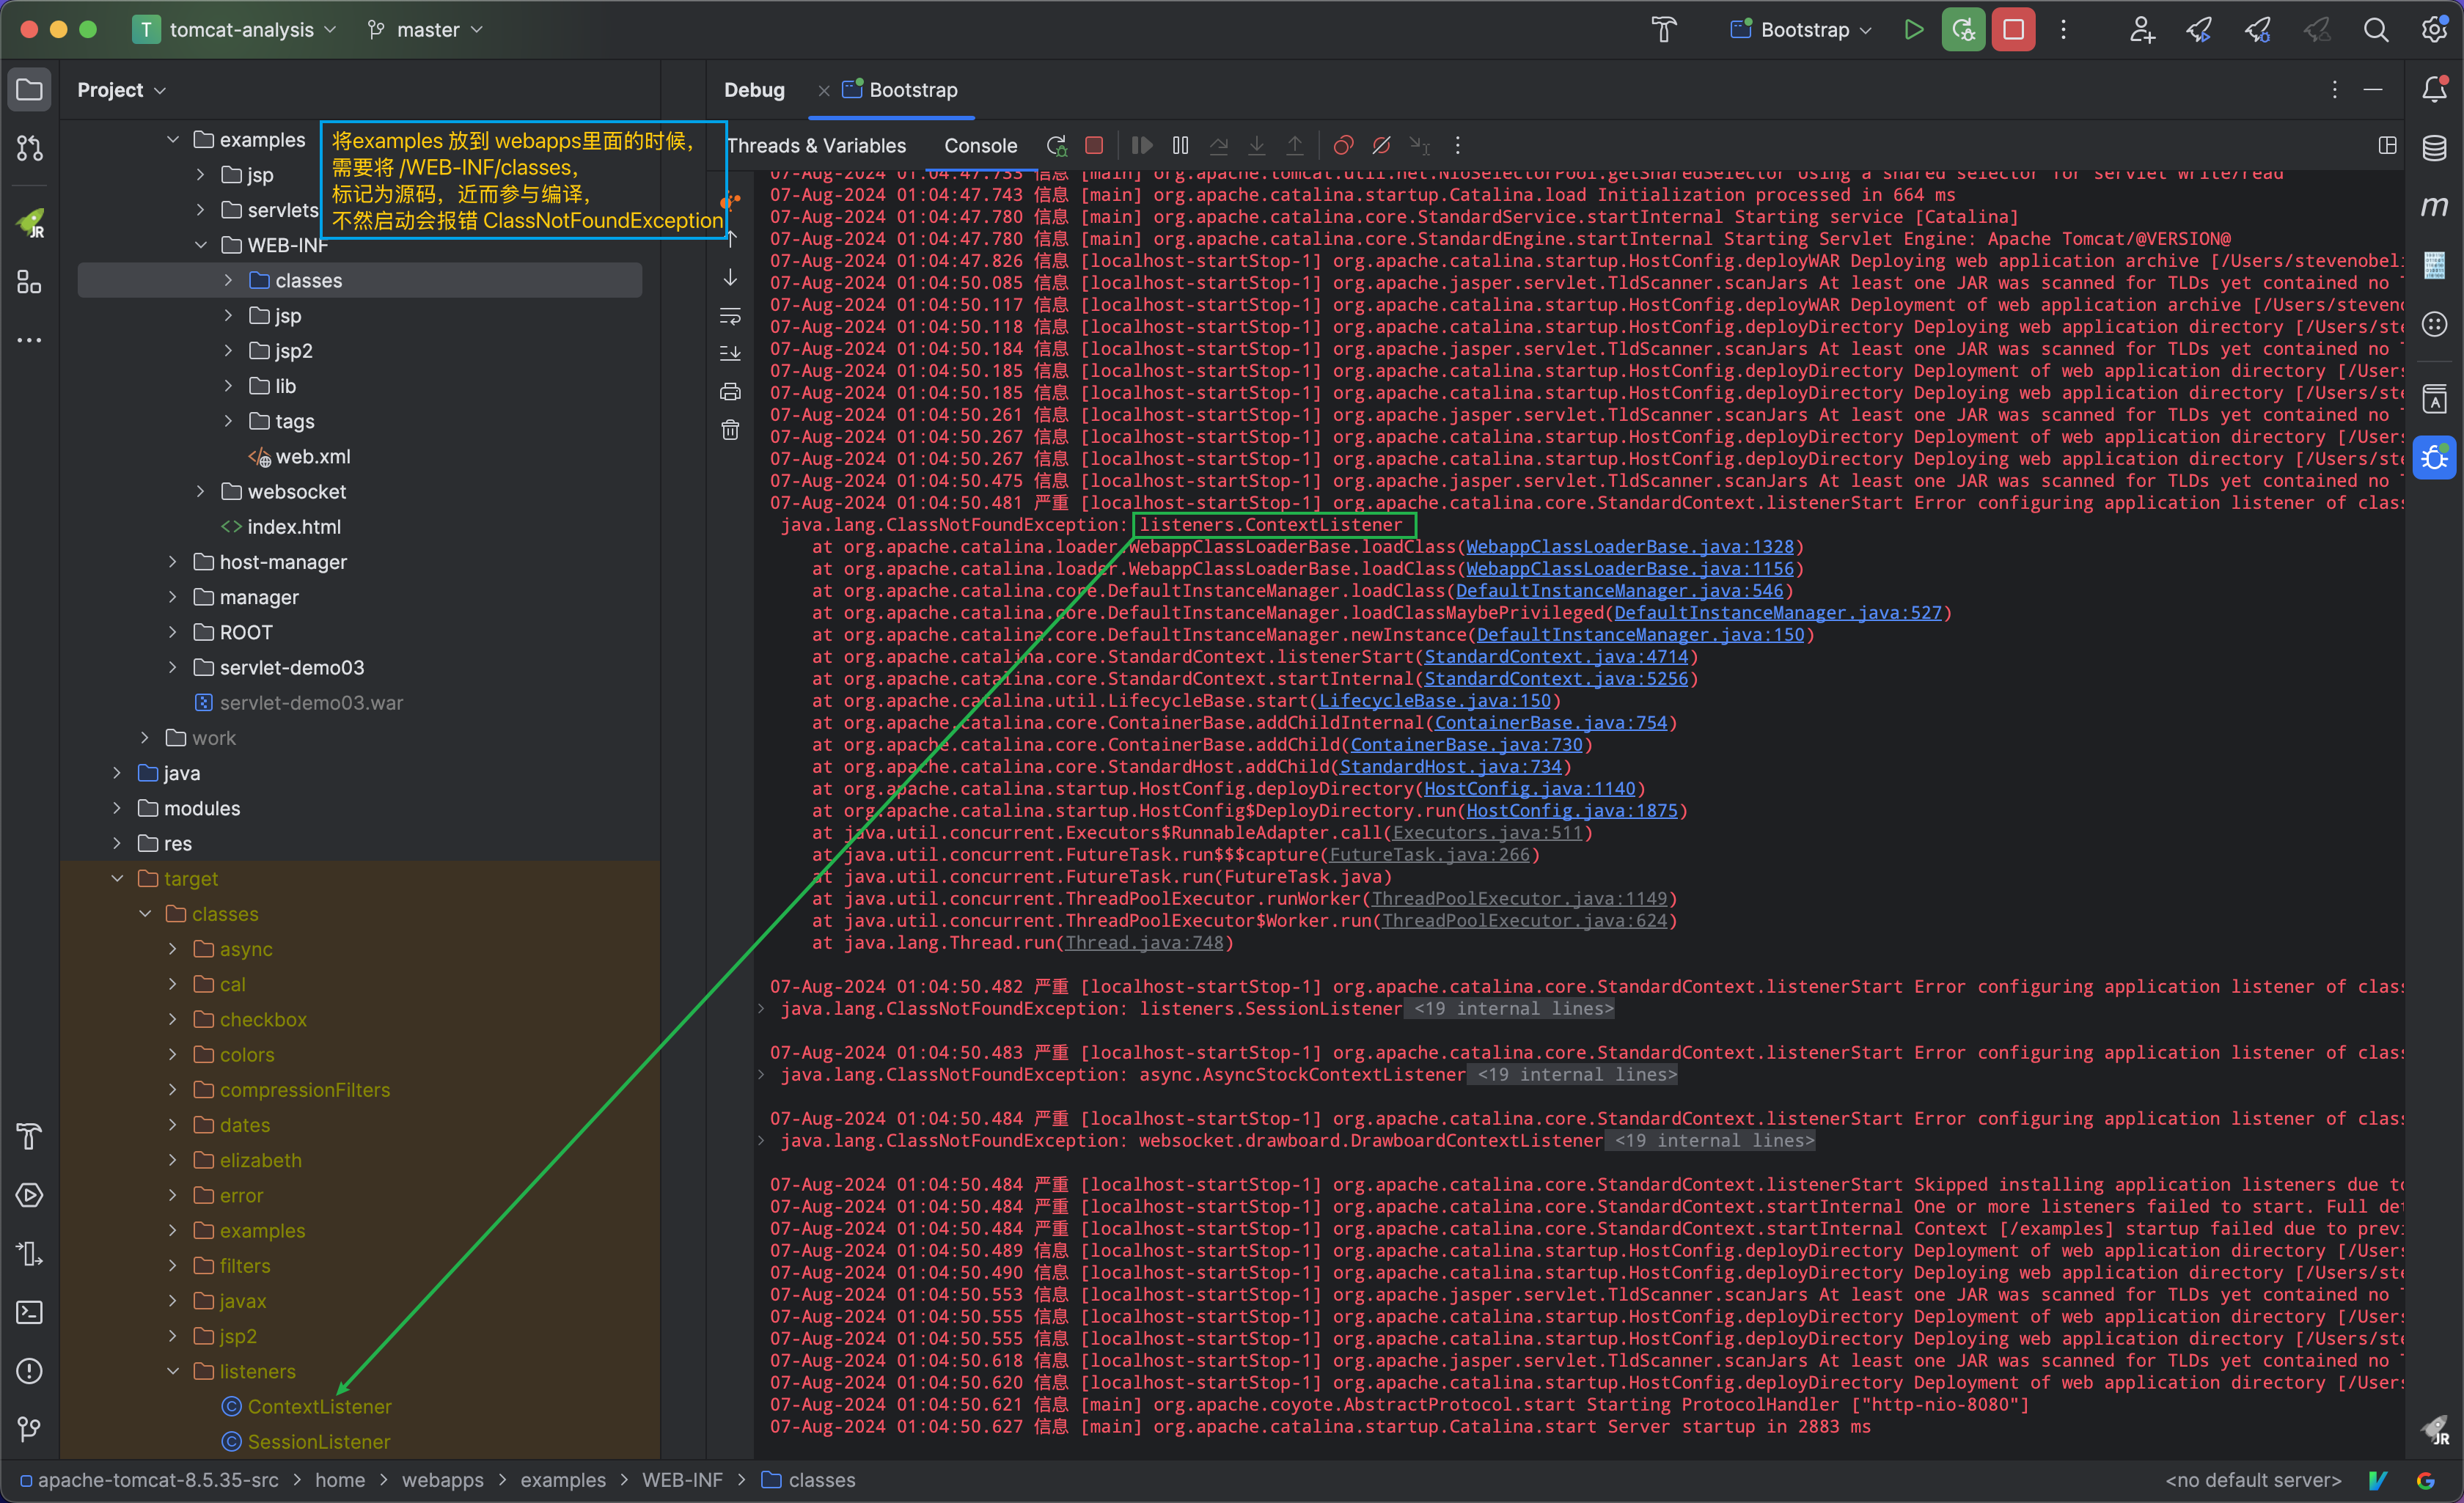 T tomcat-analysis
master
Bootstrap
Project
Debug
Bootstrap
Threads & Variables
Console
examples
jsp
servlets
WEB-INF
classes
jsp
jsp2
lib
tags
web.xml
websocket
index.html
host-manager
manager
ROOT
servlet-demo03
servlet-demo03.war
work
java
modules
res
target
classes
async
cal
checkbox
colors
compressionFilters
dates
elizabeth
error
examples
filters
javax
jsp2
listeners
ContextListener
SessionListener
将examples 放到 webapps里面的时候，
需要将 /WEB-INF/classes，
标记为源码，近而参与编译，
不然启动会报错 ClassNotFoundException
07-Aug-2024 01:04:47.733 信息 [main] org.apache.tomcat.util.net.NioSelectorPool.getSharedSelector Using a shared selector for servlet write/read
07-Aug-2024 01:04:47.743 信息 [main] org.apache.catalina.startup.Catalina.load Initialization processed in 664 ms
07-Aug-2024 01:04:47.780 信息 [main] org.apache.catalina.core.StandardService.startInternal Starting service [Catalina]
07-Aug-2024 01:04:47.780 信息 [main] org.apache.catalina.core.StandardEngine.startInternal Starting Servlet Engine: Apache Tomcat/@VERSION@
07-Aug-2024 01:04:47.826 信息 [localhost-startStop-1] org.apache.catalina.startup.HostConfig.deployWAR Deploying web application archive [/Users/stevenobeli
07-Aug-2024 01:04:50.085 信息 [localhost-startStop-1] org.apache.jasper.servlet.TldScanner.scanJars At least one JAR was scanned for TLDs yet contained no
07-Aug-2024 01:04:50.117 信息 [localhost-startStop-1] org.apache.catalina.startup.HostConfig.deployWAR Deployment of web application archive [/Users/steven
07-Aug-2024 01:04:50.118 信息 [localhost-startStop-1] org.apache.catalina.startup.HostConfig.deployDirectory Deploying web application directory [/Users/ste
07-Aug-2024 01:04:50.184 信息 [localhost-startStop-1] org.apache.jasper.servlet.TldScanner.scanJars At least one JAR was scanned for TLDs yet contained no
07-Aug-2024 01:04:50.185 信息 [localhost-startStop-1] org.apache.catalina.startup.HostConfig.deployDirectory Deployment of web application directory [/Users
07-Aug-2024 01:04:50.185 信息 [localhost-startStop-1] org.apache.catalina.startup.HostConfig.deployDirectory Deploying web application directory [/Users/ste
07-Aug-2024 01:04:50.261 信息 [localhost-startStop-1] org.apache.jasper.servlet.TldScanner.scanJars At least one JAR was scanned for TLDs yet contained no
07-Aug-2024 01:04:50.267 信息 [localhost-startStop-1] org.apache.catalina.startup.HostConfig.deployDirectory Deployment of web application directory [/Users
07-Aug-2024 01:04:50.267 信息 [localhost-startStop-1] org.apache.catalina.startup.HostConfig.deployDirectory Deploying web application directory [/Users/ste
07-Aug-2024 01:04:50.475 信息 [localhost-startStop-1] org.apache.jasper.servlet.TldScanner.scanJars At least one JAR was scanned for TLDs yet contained no
07-Aug-2024 01:04:50.481 严重 [localhost-startStop-1] org.apache.catalina.core.StandardContext.listenerStart Error configuring application listener of clas
java.lang.ClassNotFoundException: listeners.ContextListener
at org.apache.catalina.loader.WebappClassLoaderBase.loadClass(WebappClassLoaderBase.java:1328)
at org.apache.catalina.loader.WebappClassLoaderBase.loadClass(WebappClassLoaderBase.java:1156)
at org.apache.catalina.core.DefaultInstanceManager.loadClass(DefaultInstanceManager.java:546)
at org.apache.catalina.core.DefaultInstanceManager.loadClassMaybePrivileged(DefaultInstanceManager.java:527)
at org.apache.catalina.core.DefaultInstanceManager.newInstance(DefaultInstanceManager.java:150)
at org.apache.catalina.core.StandardContext.listenerStart(StandardContext.java:4714)
at org.apache.catalina.core.StandardContext.startInternal(StandardContext.java:5256)
at org.apache.catalina.util.LifecycleBase.start(LifecycleBase.java:150)
at org.apache.catalina.core.ContainerBase.addChildInternal(ContainerBase.java:754)
at org.apache.catalina.core.ContainerBase.addChild(ContainerBase.java:730)
at org.apache.catalina.core.StandardHost.addChild(StandardHost.java:734)
at org.apache.catalina.startup.HostConfig.deployDirectory(HostConfig.java:1140)
at org.apache.catalina.startup.HostConfig$DeployDirectory.run(HostConfig.java:1875)
at java.util.concurrent.Executors$RunnableAdapter.call(Executors.java:511)
at java.util.concurrent.FutureTask.run$$$capture(FutureTask.java:266)
at java.util.concurrent.FutureTask.run(FutureTask.java)
at java.util.concurrent.ThreadPoolExecutor.runWorker(ThreadPoolExecutor.java:1149)
at java.util.concurrent.ThreadPoolExecutor$Worker.run(ThreadPoolExecutor.java:624)
at java.lang.Thread.run(Thread.java:748)
07-Aug-2024 01:04:50.482 严重 [localhost-startStop-1] org.apache.catalina.core.StandardContext.listenerStart Error configuring application listener of clas
java.lang.ClassNotFoundException: listeners.SessionListener <19 internal lines>
07-Aug-2024 01:04:50.483 严重 [localhost-startStop-1] org.apache.catalina.core.StandardContext.listenerStart Error configuring application listener of clas
java.lang.ClassNotFoundException: async.AsyncStockContextListener <19 internal lines>
07-Aug-2024 01:04:50.484 严重 [localhost-startStop-1] org.apache.catalina.core.StandardContext.listenerStart Error configuring application listener of clas
java.lang.ClassNotFoundException: websocket.drawboard.DrawboardContextListener <19 internal lines>
07-Aug-2024 01:04:50.484 严重 [localhost-startStop-1] org.apache.catalina.core.StandardContext.listenerStart Skipped installing application listeners due to
07-Aug-2024 01:04:50.484 严重 [localhost-startStop-1] org.apache.catalina.core.StandardContext.startInternal One or more listeners failed to start. Full de
07-Aug-2024 01:04:50.484 严重 [localhost-startStop-1] org.apache.catalina.core.StandardContext.startInternal Context [/examples] startup failed due to previ
07-Aug-2024 01:04:50.489 信息 [localhost-startStop-1] org.apache.catalina.startup.HostConfig.deployDirectory Deployment of web application directory [/Users
07-Aug-2024 01:04:50.490 信息 [localhost-startStop-1] org.apache.catalina.startup.HostConfig.deployDirectory Deploying web application directory [/Users/ste
07-Aug-2024 01:04:50.553 信息 [localhost-startStop-1] org.apache.jasper.servlet.TldScanner.scanJars At least one JAR was scanned for TLDs yet contained no
07-Aug-2024 01:04:50.555 信息 [localhost-startStop-1] org.apache.catalina.startup.HostConfig.deployDirectory Deployment of web application directory [/Users
07-Aug-2024 01:04:50.555 信息 [localhost-startStop-1] org.apache.catalina.startup.HostConfig.deployDirectory Deploying web application directory [/Users/ste
07-Aug-2024 01:04:50.618 信息 [localhost-startStop-1] org.apache.jasper.servlet.TldScanner.scanJars At least one JAR was scanned for TLDs yet contained no
07-Aug-2024 01:04:50.620 信息 [localhost-startStop-1] org.apache.catalina.startup.HostConfig.deployDirectory Deployment of web application directory [/Users
07-Aug-2024 01:04:50.621 信息 [main] org.apache.coyote.AbstractProtocol.start Starting ProtocolHandler ["http-nio-8080"]
07-Aug-2024 01:04:50.627 信息 [main] org.apache.catalina.startup.Catalina.start Server startup in 2883 ms
apache-tomcat-8.5.35-src > home > webapps > examples > WEB-INF > classes
<no default server>